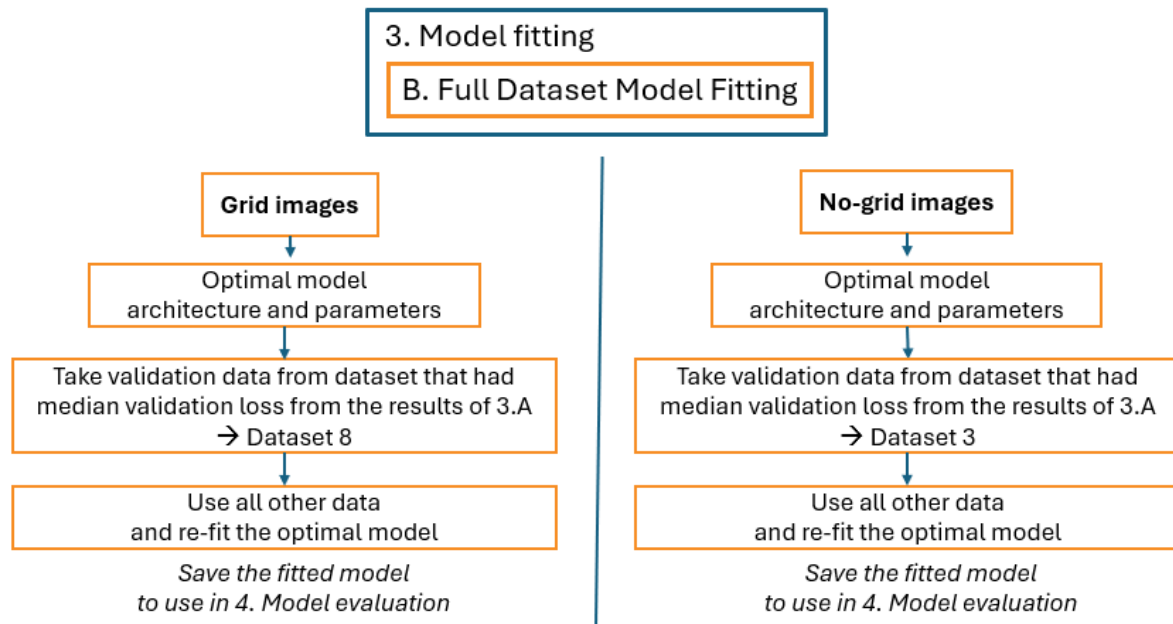 3. Model fitting
B. Full Dataset Model Fitting
Grid images
Optimal model
architecture and parameters
Take validation data from dataset that had
median validation loss from the results of 3.A
→ Dataset 8
Use all other data
and re-fit the optimal model
Save the fitted model
to use in 4. Model evaluation
No-grid images
Optimal model
architecture and parameters
Take validation data from dataset that had
median validation loss from the results of 3.A
→ Dataset 3
Use all other data
and re-fit the optimal model
Save the fitted model
to use in 4. Model evaluation